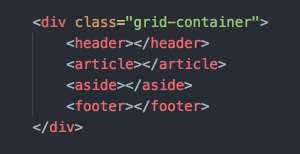 <div class="grid-container">
    <header></header>
    <article></article>
    <aside></aside>
    <footer></footer>
</div>